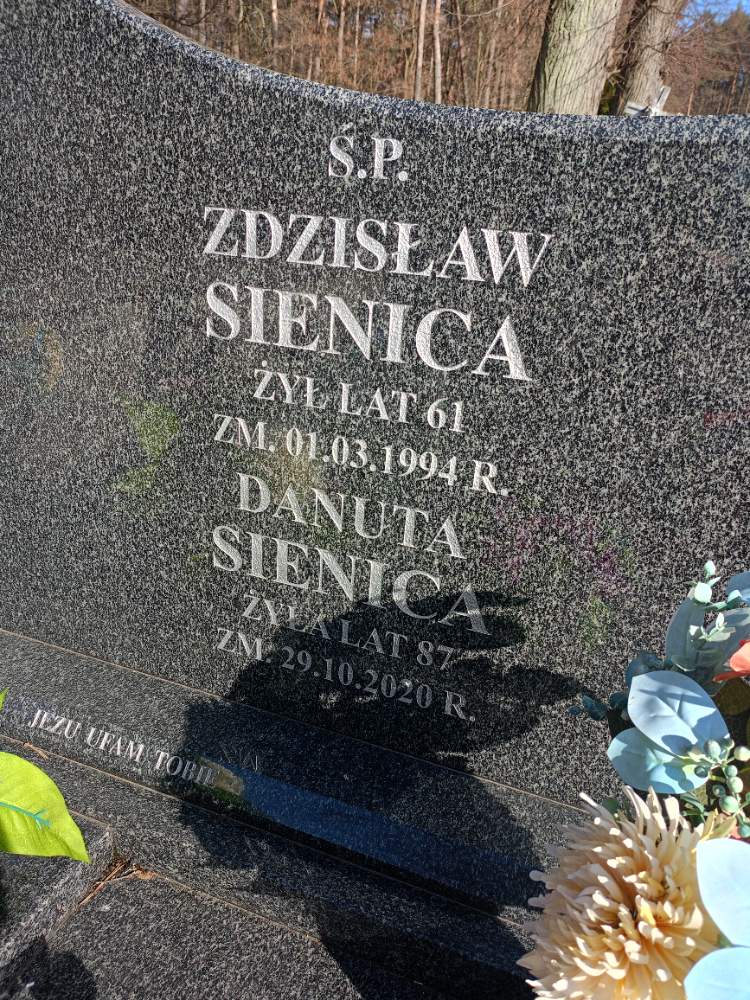 Ś.P.
ZDZISŁAW
SIENICA
ŻYŁ LAT 61
ZM. 01.03.1994 R.
DANUTA
SIENICA
ŻYŁA LAT 87
ZM. 29.10.2020 R.
JEZU UFAM TOBIE